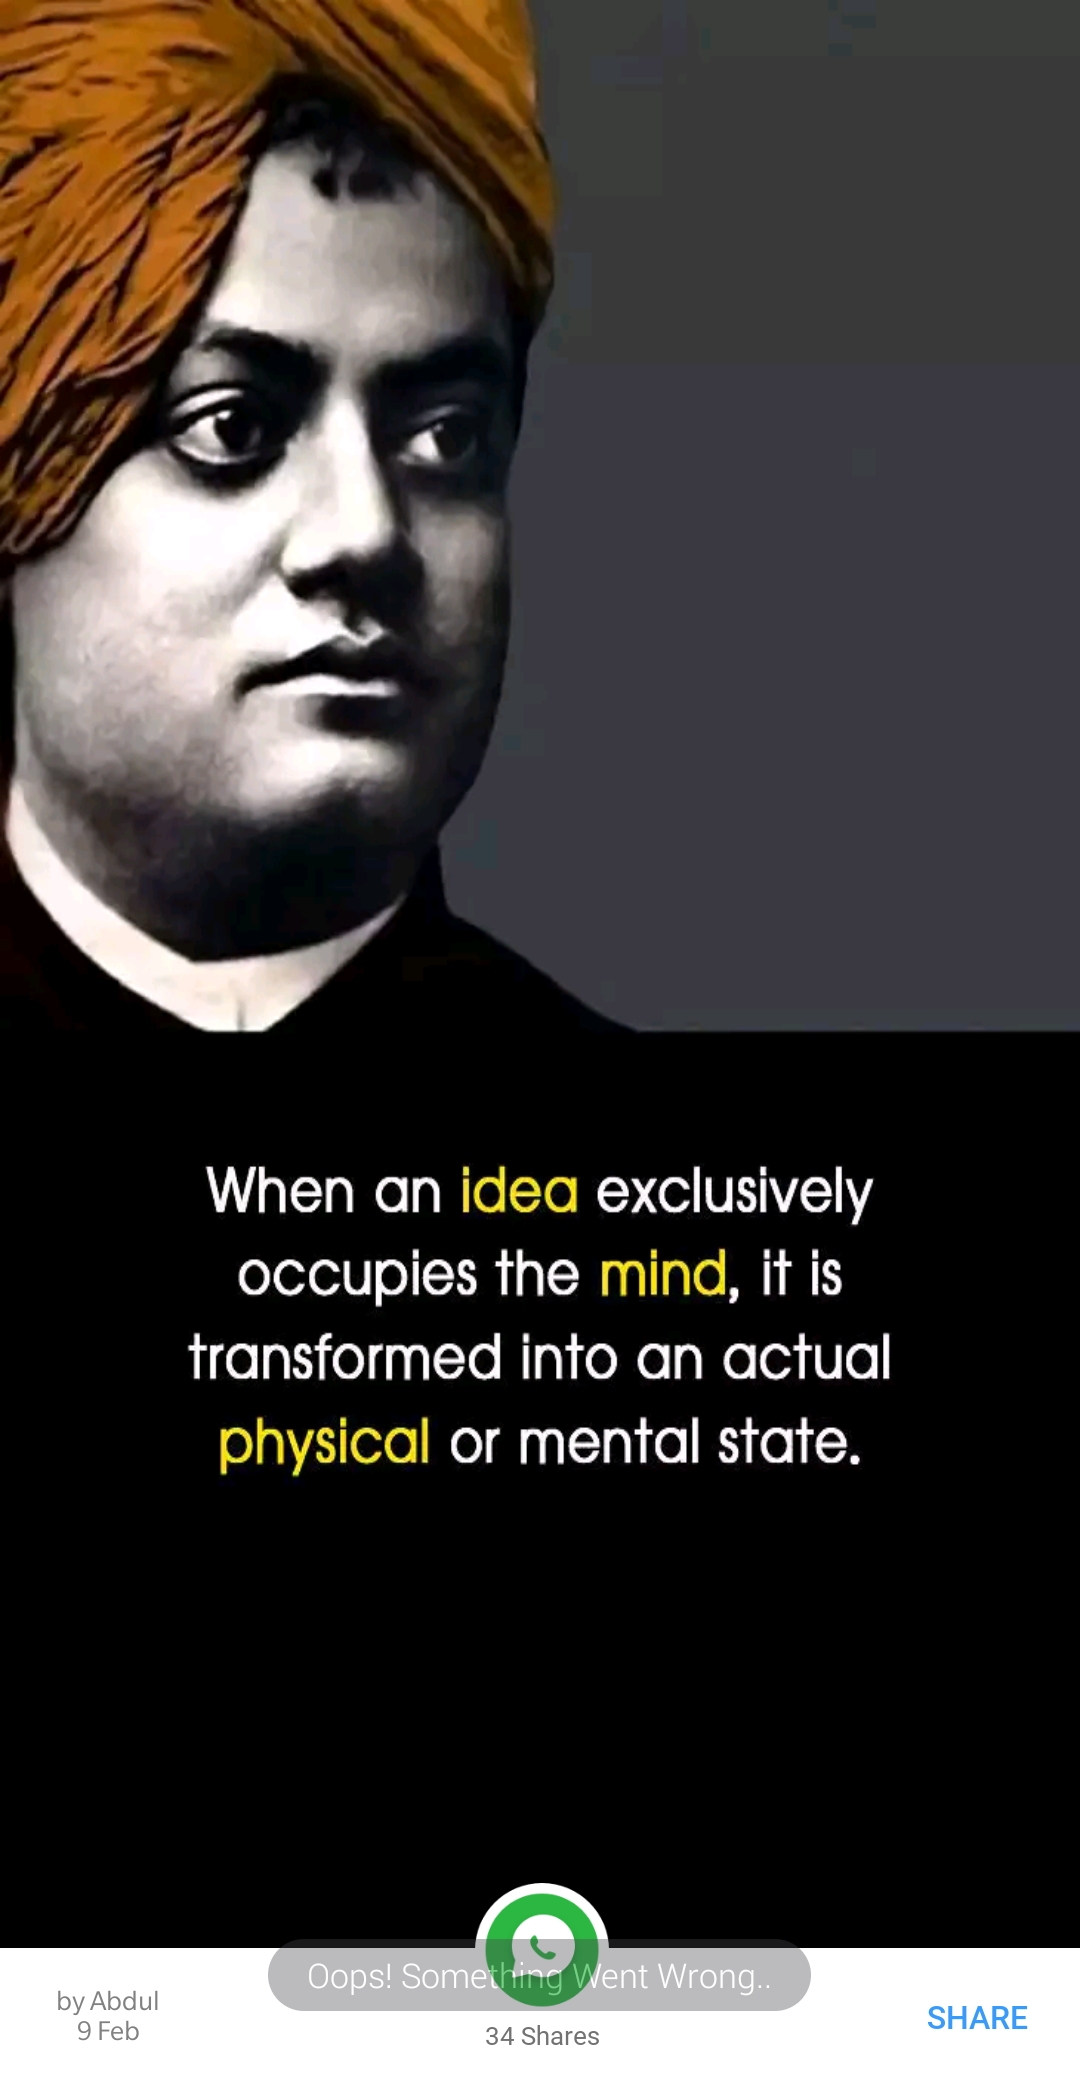 When an idea exclusively
occupies the mind, it is
transformed into an actual
physical or mental state.
Oops! Something Went Wrong..
by Abdul
9 Feb
34 Shares
SHARE